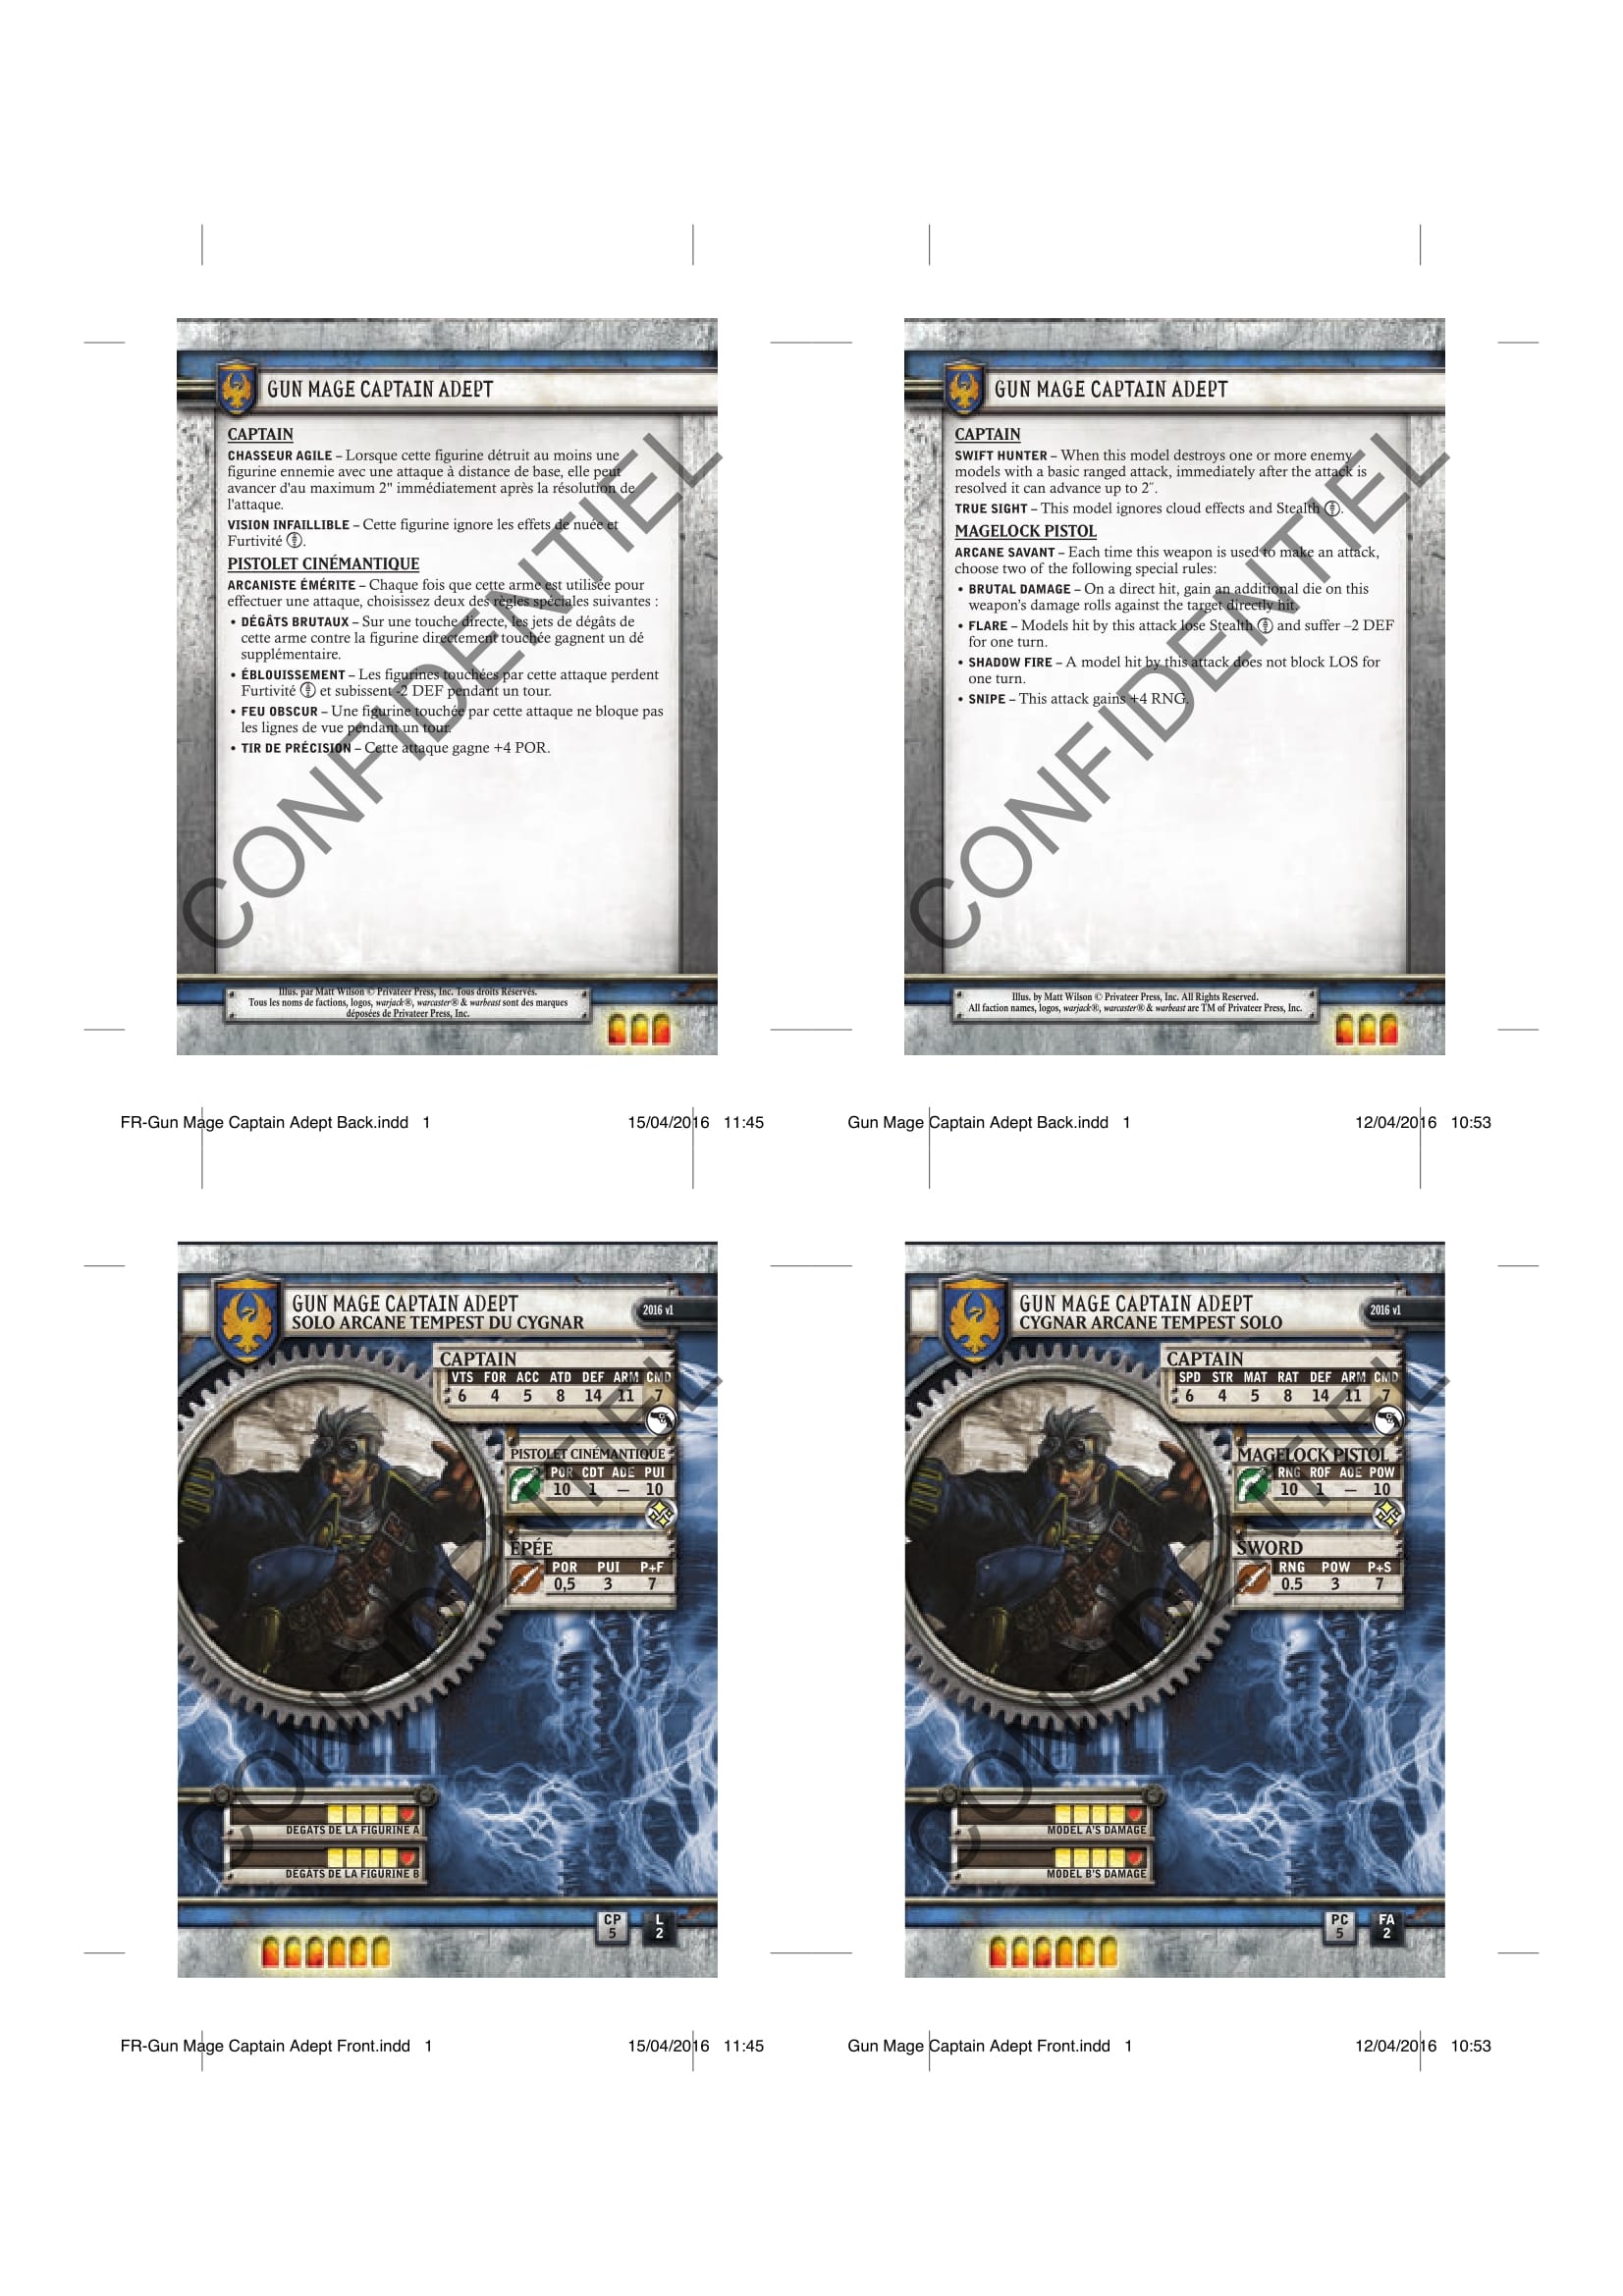 GUN MAGE CAPTAIN ADEPT
CAPTAIN
CHASSEUR AGILE – Lorsque cette figurine détruit au moins une
figurine ennemie avec une attaque à distance de base, elle peut
avancer d'au maximum 2" immédiatement après la résolution de
l'attaque.
VISION INFAILLIBLE – Cette figurine ignore les effets de nuée et
Furtivité.
PISTOLET CINÉMANTIQUE
ARCANISTE ÉMÉRITE – Chaque fois que cette arme est utilisée pour
effectuer une attaque, choisissez deux des règles spéciales suivantes :
• DÉGÂTS BRUTAUX – Sur une touche directe, les jets de dégâts de
cette arme contre la figurine directement touchée gagnent un dé
supplémentaire.
• ÉBLOUISSEMENT – Les figurines touchées par cette attaque perdent
Furtivité et subissent -2 DEF pendant un tour.
• FEU OBSCUR – Une figurine touchée par cette attaque ne bloque pas
les lignes de vue pendant un tour.
• TIR DE PRÉCISION – Cette attaque gagne +4 POR.
CONFIDENTIEL
Illus. par Matt Wilson © Privateer Press, Inc. Tous droits Réservés.
Tous les noms de factions, logos, warjack®, warcaster® & warbeast sont des marques
déposées de Privateer Press, Inc.
FR-Gun Mage Captain Adept Back.indd 1
15/04/2016 11:45
GUN MAGE CAPTAIN ADEPT
CAPTAIN
SWIFT HUNTER – When this model destroys one or more enemy
models with a basic ranged attack, immediately after the attack is
resolved it can advance up to 2˝.
TRUE SIGHT – This model ignores cloud effects and Stealth.
MAGELOCK PISTOL
ARCANE SAVANT – Each time this weapon is used to make an attack,
choose two of the following special rules:
• BRUTAL DAMAGE – On a direct hit, gain an additional die on this
weapon's damage rolls against the target directly hit.
• FLARE – Models hit by this attack lose Stealth and suffer –2 DEF
for one turn.
• SHADOW FIRE – A model hit by this attack does not block LOS for
one turn.
• SNIPE – This attack gains +4 RNG.
CONFIDENTIEL
Illus. by Matt Wilson © Privateer Press, Inc. All Rights Reserved.
All faction names, logos, warjack®, warcaster® & warbeast are TM of Privateer Press, Inc.
Gun Mage Captain Adept Back.indd 1
12/04/2016 10:53
GUN MAGE CAPTAIN ADEPT
SOLO ARCANE TEMPEST DU CYGNAR
2016 v1
CAPTAIN
VTS FOR ACC ATD DEF ARM CMD
6 4 5 8 14 11 7
PISTOLET CINÉMANTIQUE
POR CDT ADE PUI
10 1 — 10
ÉPÉE
POR PUI P+F
0,5 3 7
CONFIDENTIEL
DÉGÂTS DE LA FIGURINE A
DÉGÂTS DE LA FIGURINE B
CP L
5 2
FR-Gun Mage Captain Adept Front.indd 1
15/04/2016 11:45
GUN MAGE CAPTAIN ADEPT
CYGNAR ARCANE TEMPEST SOLO
2016 v1
CAPTAIN
SPD STR MAT RAT DEF ARM CMD
6 4 5 8 14 11 7
MAGELOCK PISTOL
RNG ROF AOE POW
10 1 — 10
SWORD
RNG POW P+S
0.5 3 7
CONFIDENTIEL
MODEL A'S DAMAGE
MODEL B'S DAMAGE
PC FA
5 2
Gun Mage Captain Adept Front.indd 1
12/04/2016 10:53